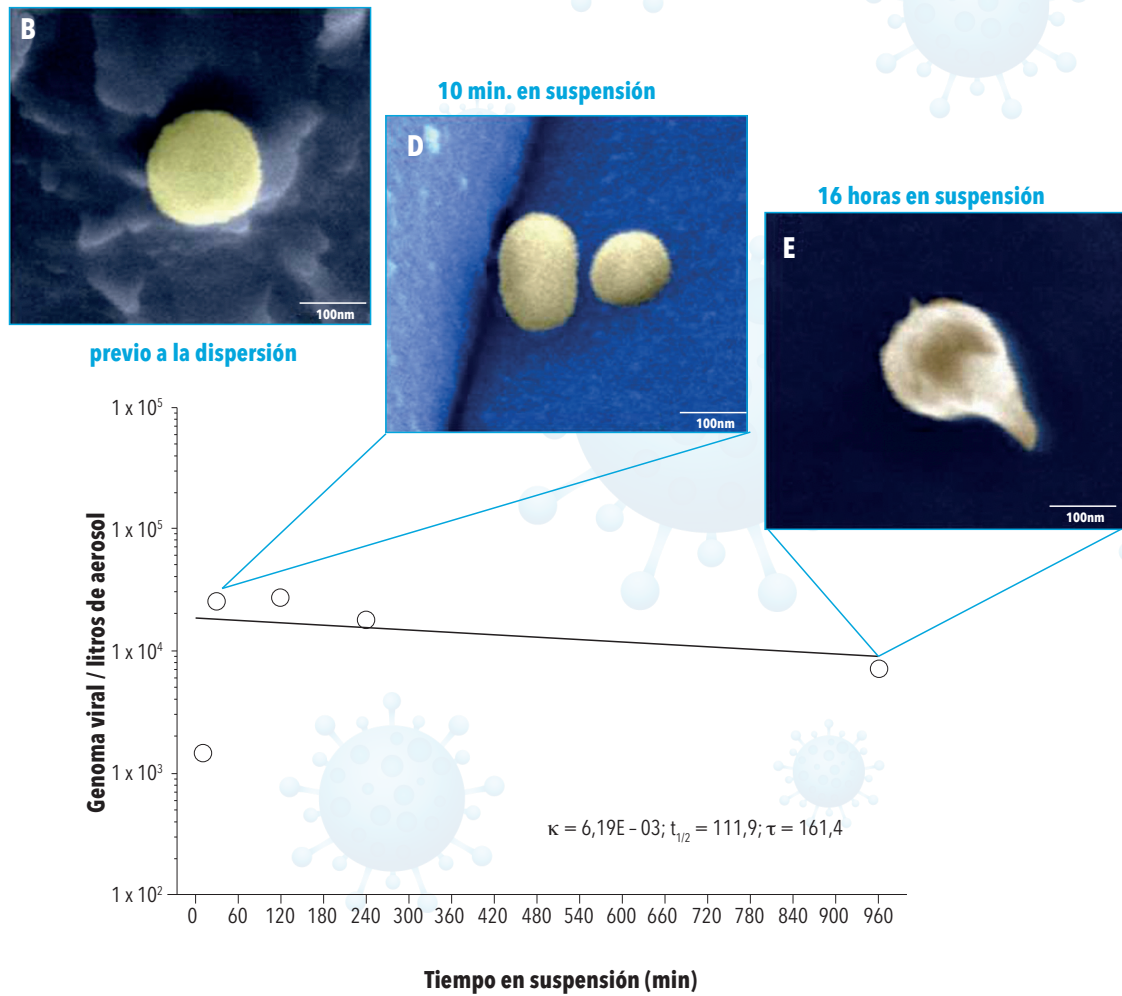 B
100nm
previo a la dispersión
10 min. en suspensión
D
100nm
16 horas en suspensión
E
100nm
Genoma viral / litros de aerosol
1 x 10⁵
1 x 10⁵
1 x 10⁴
1 x 10³
1 x 10²
κ = 6,19E – 03; t₁/₂ = 111,9; τ = 161,4
0 60 120 180 240 300 360 420 480 540 600 660 720 780 840 900 960
Tiempo en suspensión (min)